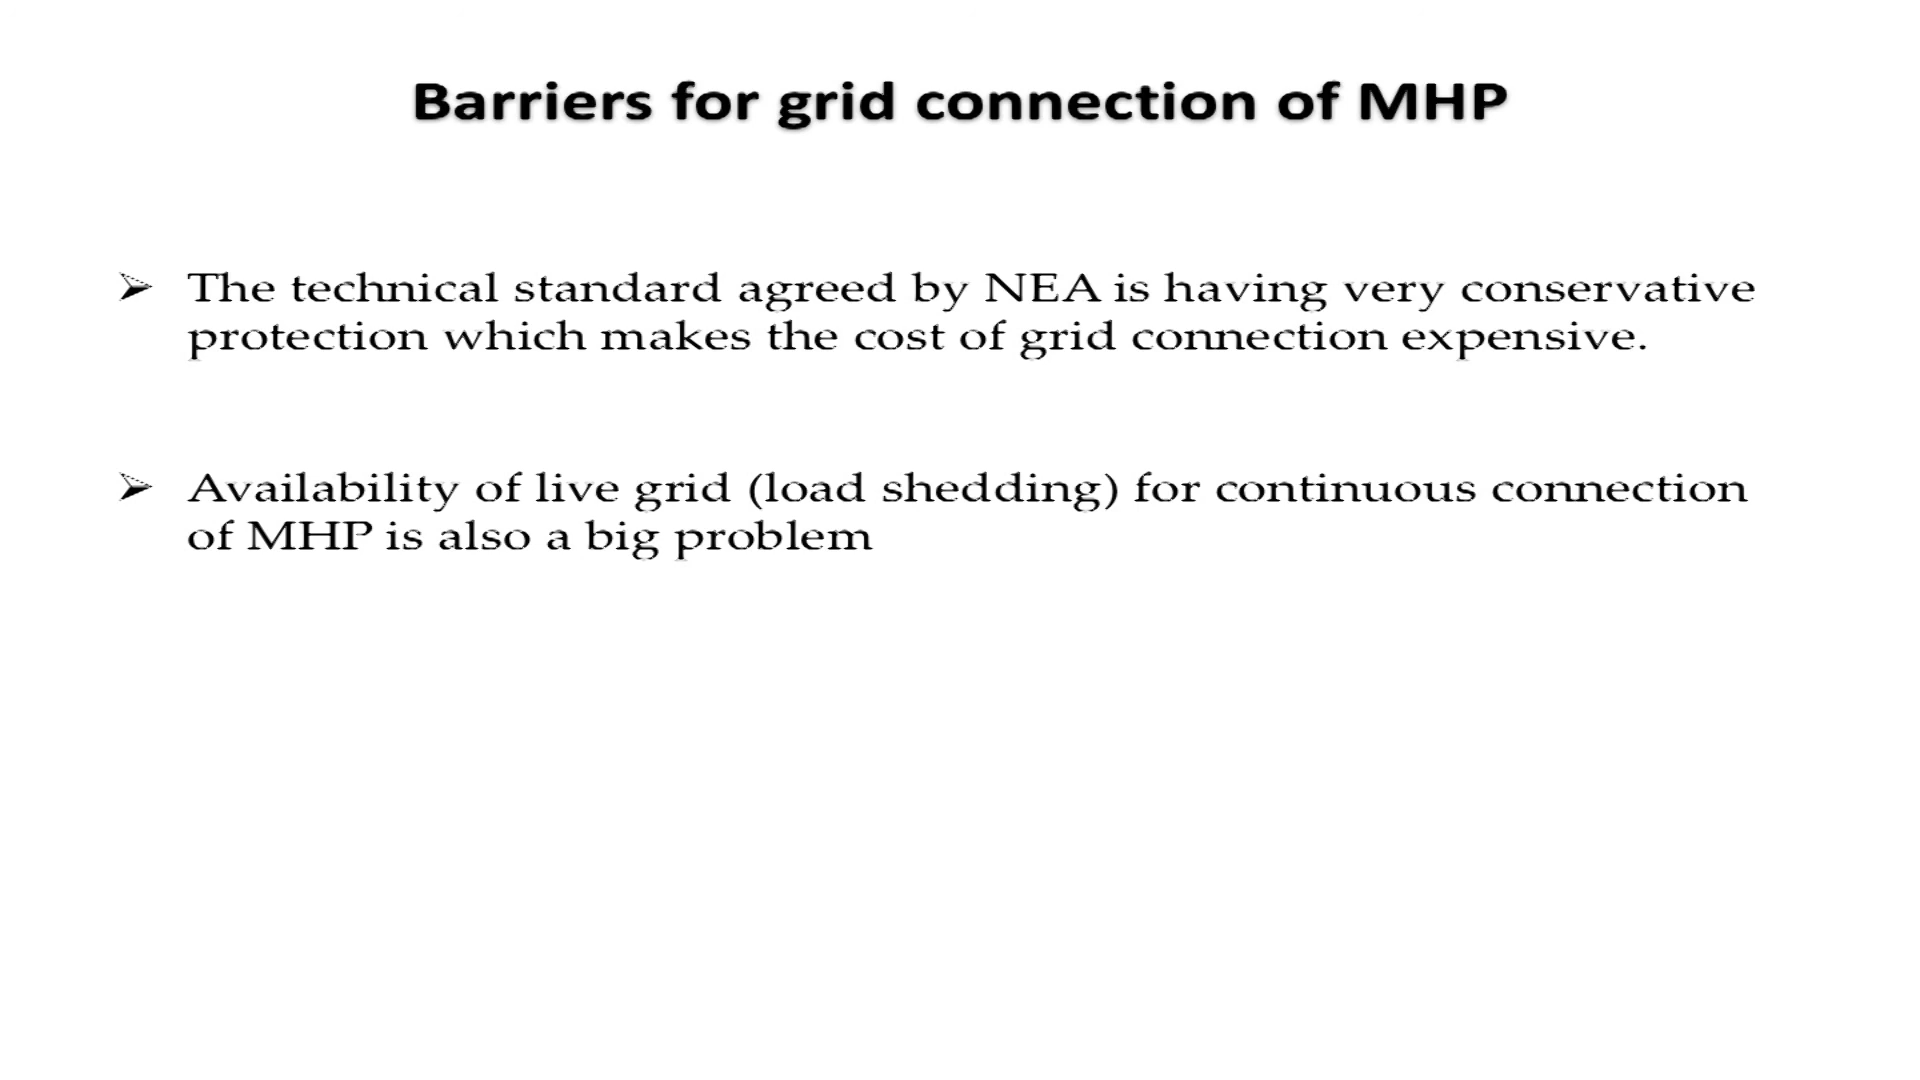 Barriers for grid connection of MHP
➢ The technical standard agreed by NEA is having very conservative
protection which makes the cost of grid connection expensive.
➢ Availability of live grid (load shedding) for continuous connection
of MHP is also a big problem